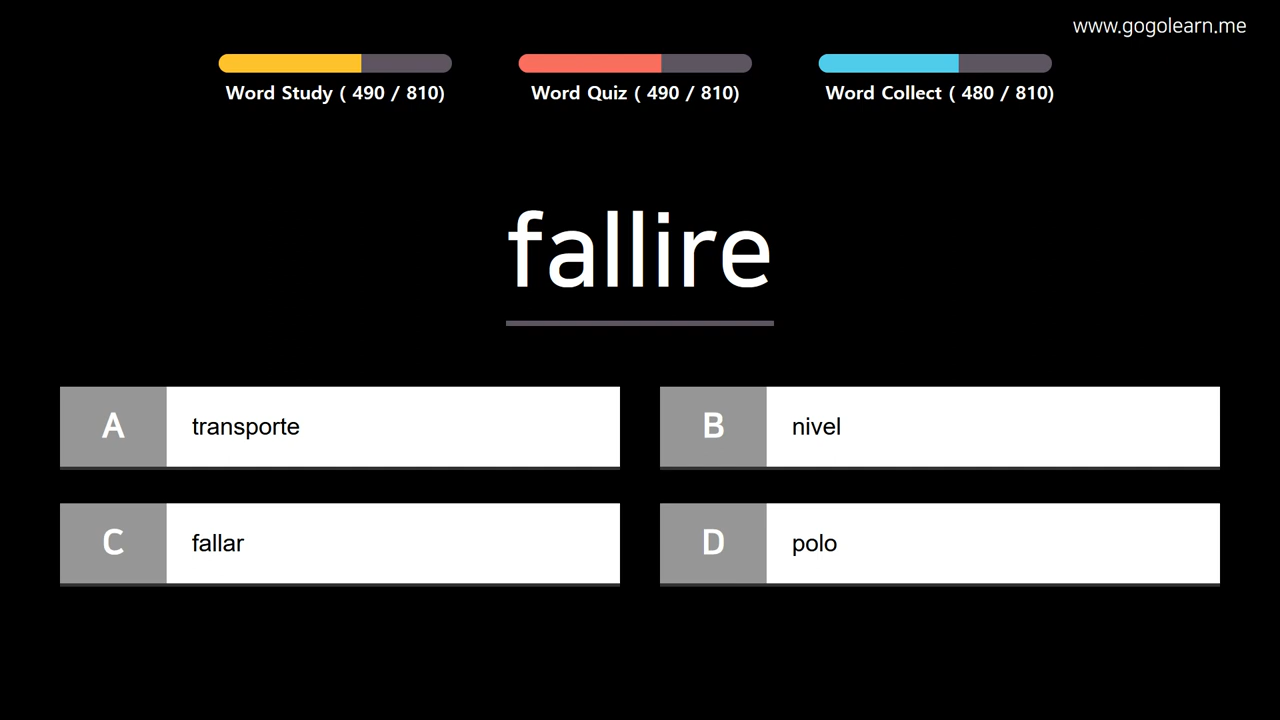 www.gogolearn.me
Word Study ( 490 / 810)
Word Quiz ( 490 / 810)
Word Collect ( 480 / 810)
fallire
A transporte
B nivel
C fallar
D polo